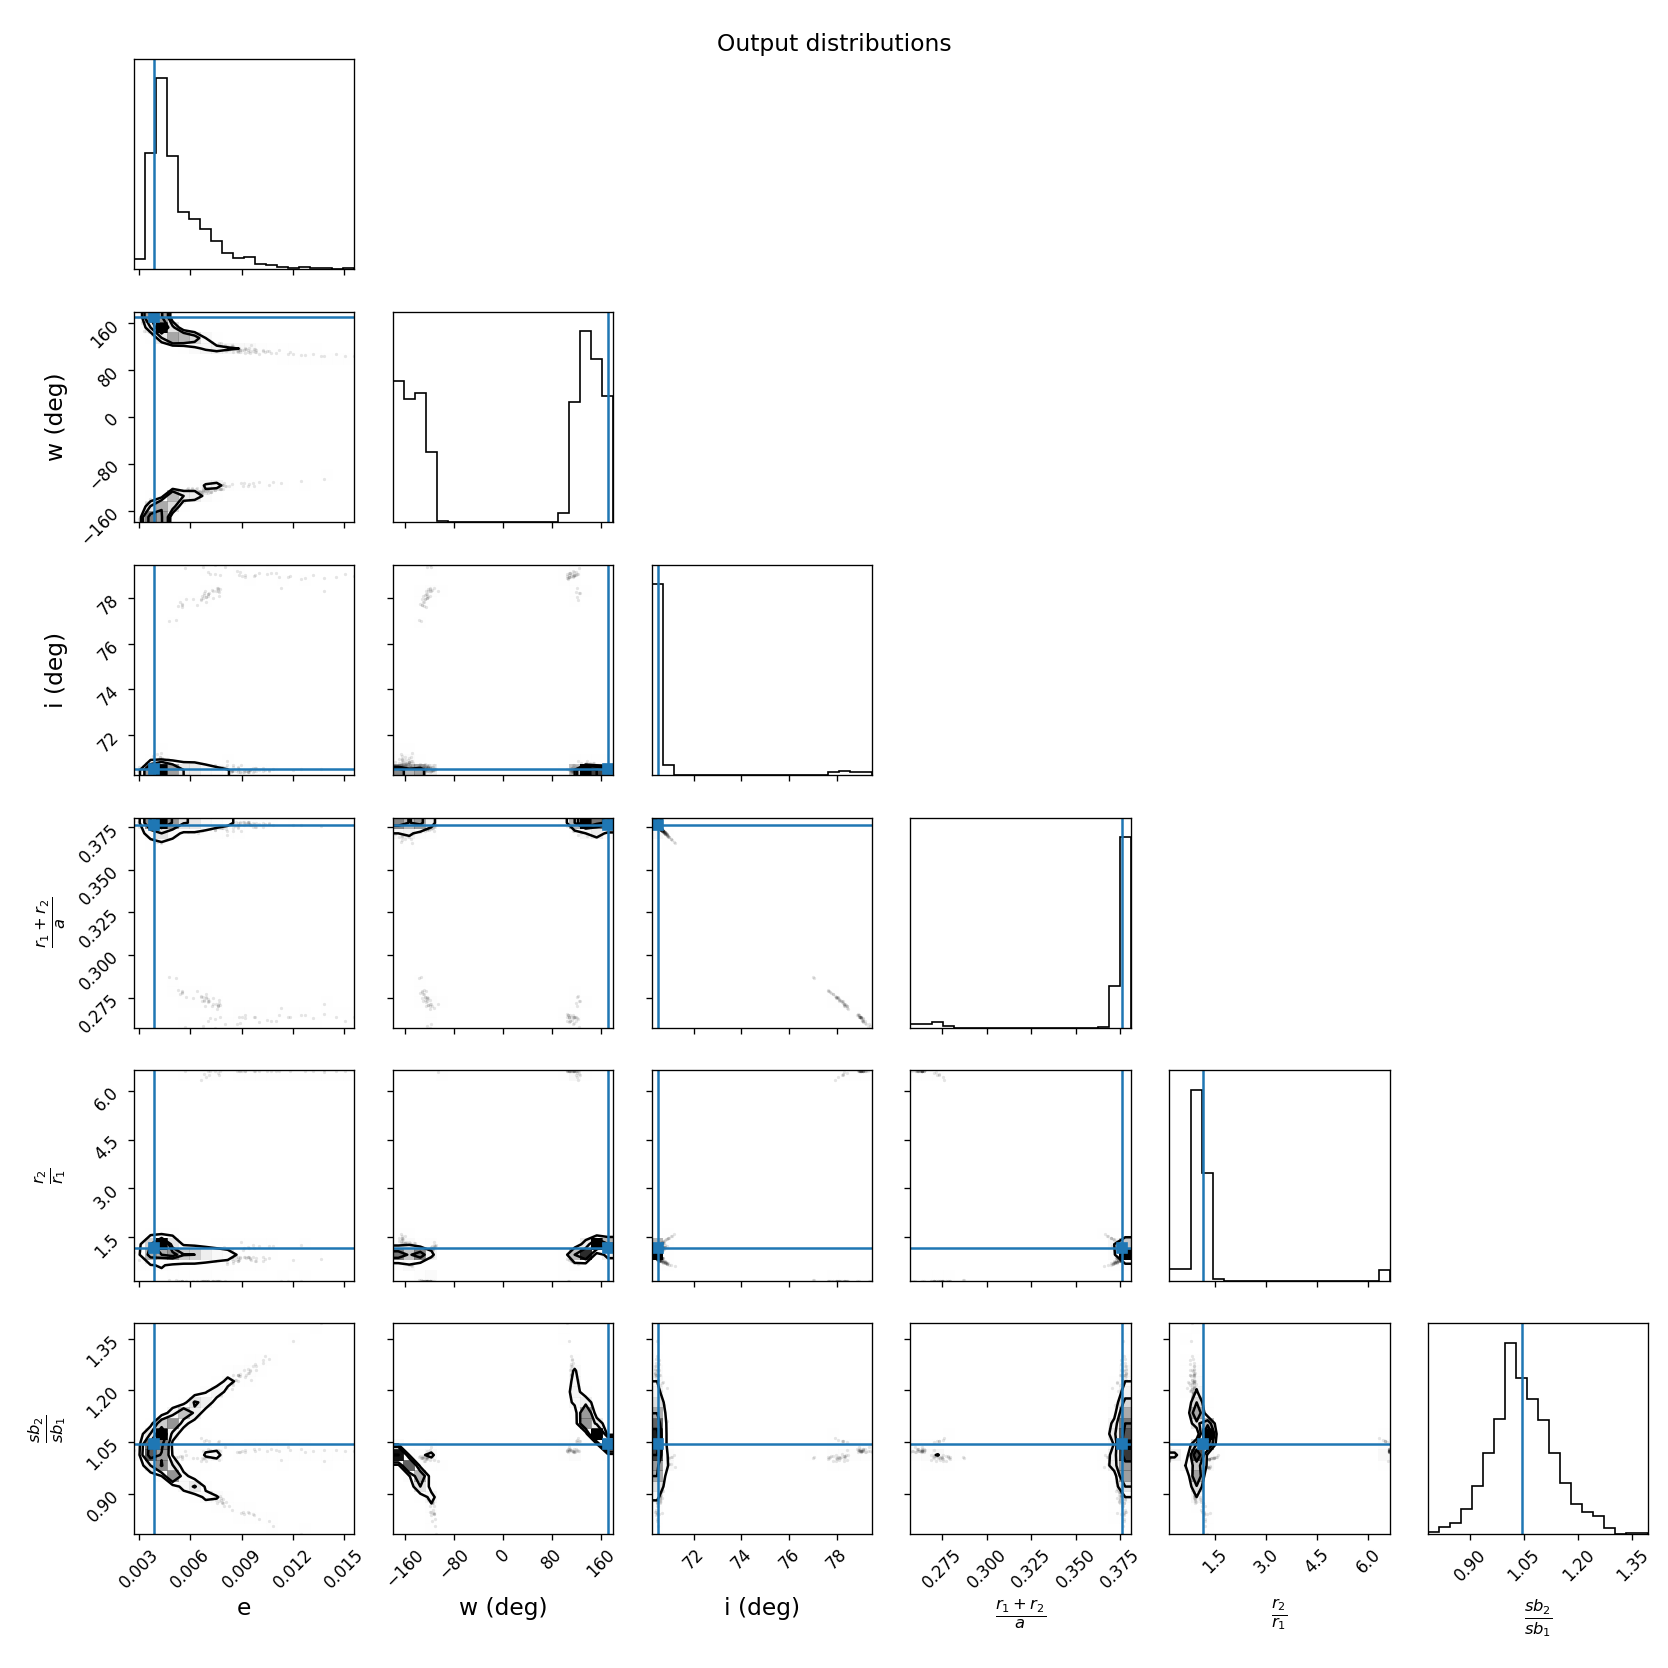 Output distributions
160
80
0
−80
−160
w (deg)
78
76
74
72
i (deg)
0.375
0.350
0.325
0.300
0.275
r₁ + r₂
a
6.0
4.5
3.0
1.5
r₂
r₁
1.35
1.20
1.05
0.90
sb₂
sb₁
0.003 0.006 0.009 0.012 0.015 −160 −80 0 80 160 72 74 76 78 0.275 0.300 0.325 0.350 0.375 1.5 3.0 4.5 6.0 0.90 1.05 1.20 1.35
e w (deg) i (deg) r₁ + r₂ r₂ sb₂
a r₁ sb₁